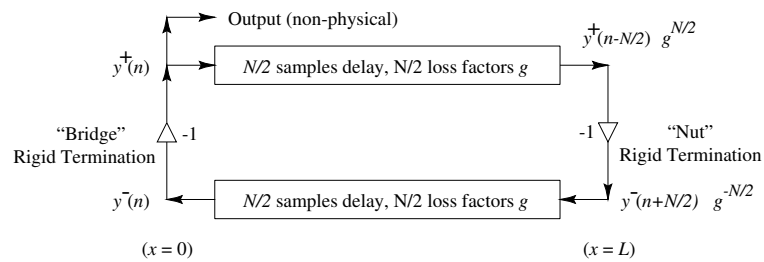 Output (non-physical)
y⁺(n-N/2) g^{N/2}
y⁺(n)
N/2 samples delay, N/2 loss factors g
“Bridge”
Rigid Termination
-1
-1
“Nut”
Rigid Termination
y⁻(n)
N/2 samples delay, N/2 loss factors g
y⁻(n+N/2) g^{-N/2}
(x = 0)
(x = L)